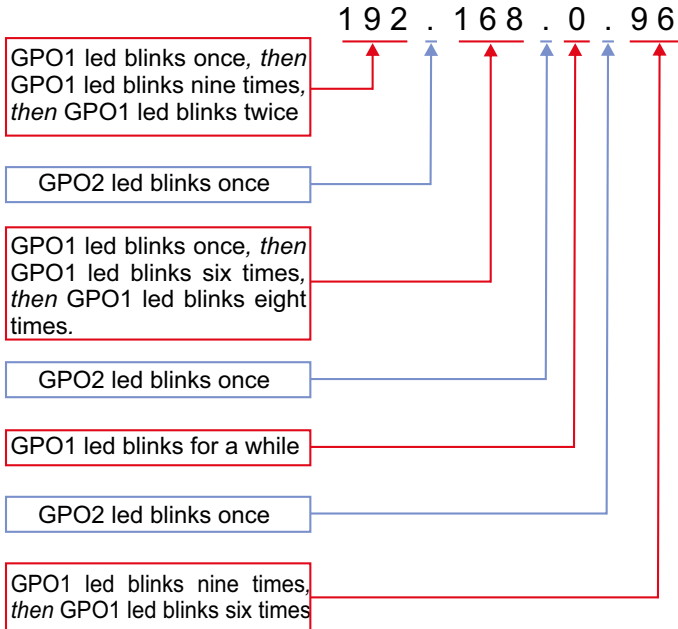 192.168.0.96
GPO1 led blinks once, then
GPO1 led blinks nine times,
then GPO1 led blinks twice
GPO2 led blinks once
GPO1 led blinks once, then
GPO1 led blinks six times,
then GPO1 led blinks eight
times.
GPO2 led blinks once
GPO1 led blinks for a while
GPO2 led blinks once
GPO1 led blinks nine times,
then GPO1 led blinks six times